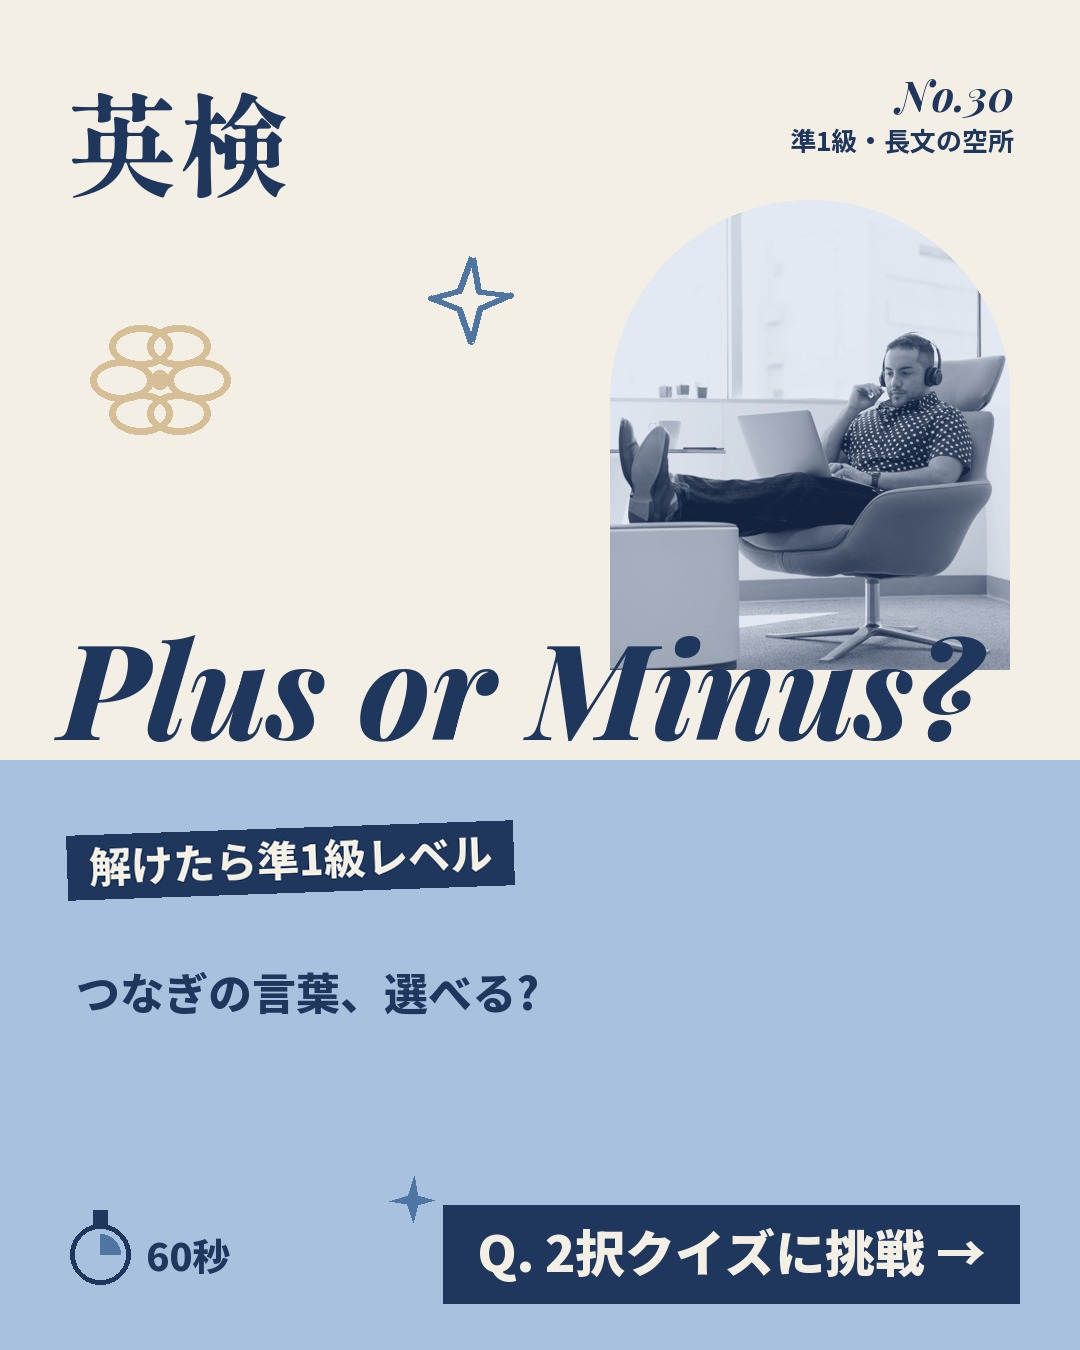 英検
No.30
準1級・長文の空所
Plus or Minus?
解けたら準1級レベル
つなぎの言葉、選べる?
60秒
Q. 2択クイズに挑戦 →